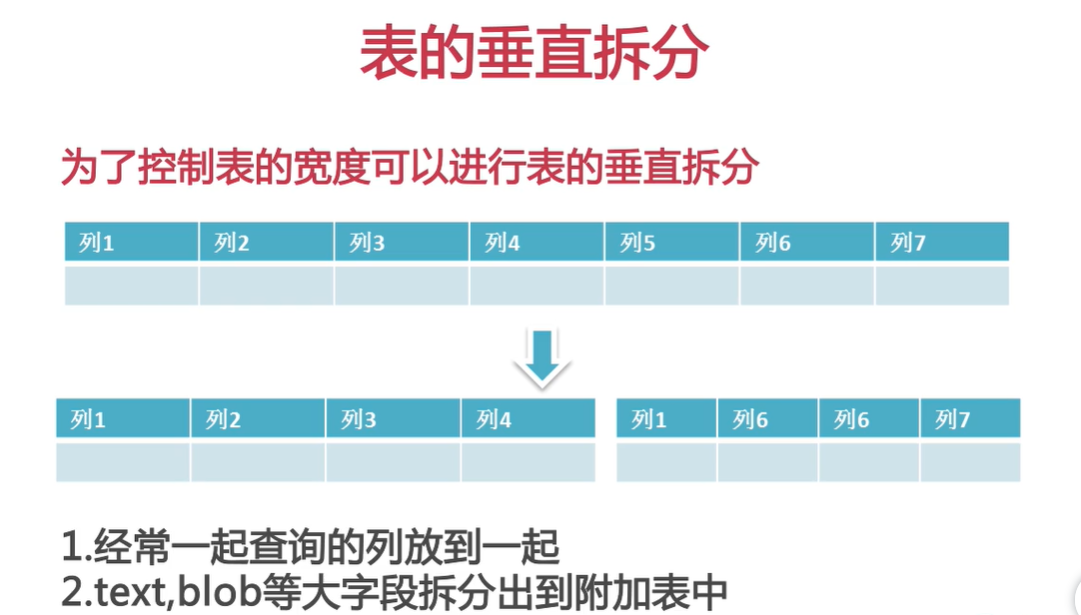 表的垂直拆分
为了控制表的宽度可以进行表的垂直拆分
列1 列2 列3 列4 列5 列6 列7
列1 列2 列3 列4 列1 列6 列6 列7
1.经常一起查询的列放到一起
2.text,blob等大字段拆分出到附加表中